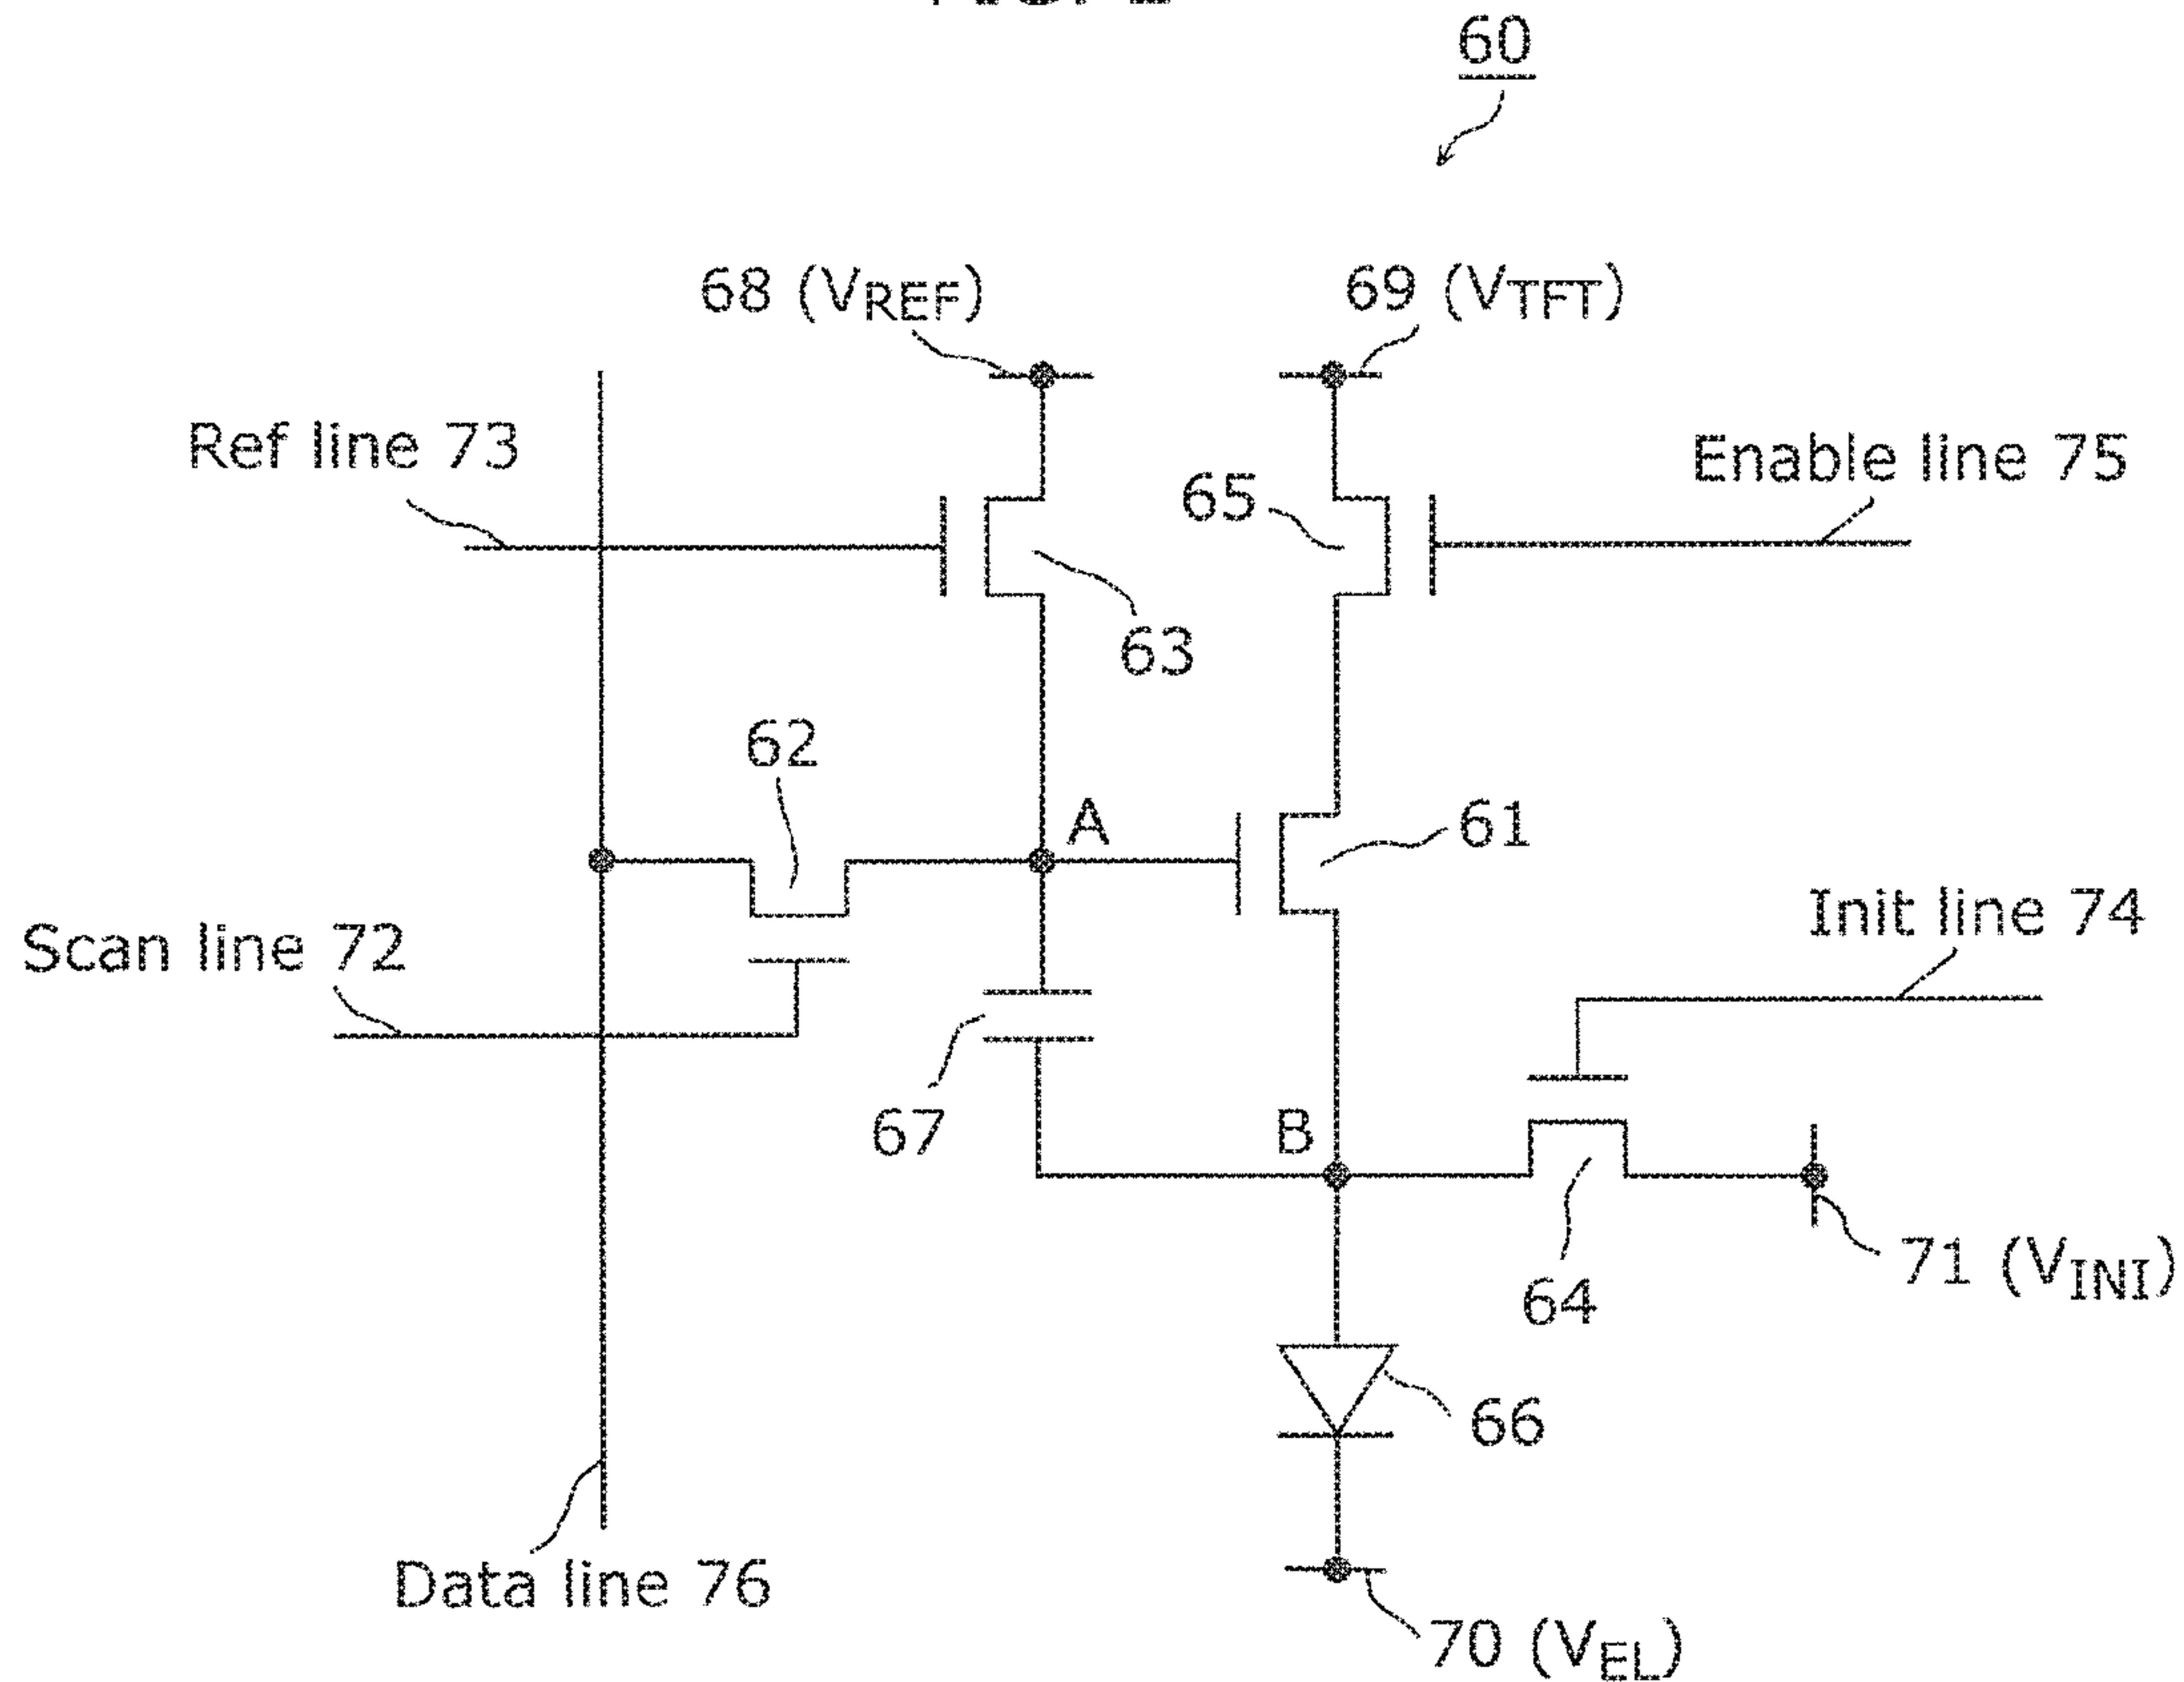 60
68 (VREF)
69 (VTFT)
Ref line 73
Enable line 75
65
63
62
A
61
Scan line 72
Init line 74
67
B
64
71 (VINI)
66
Data line 76
70 (VEL)